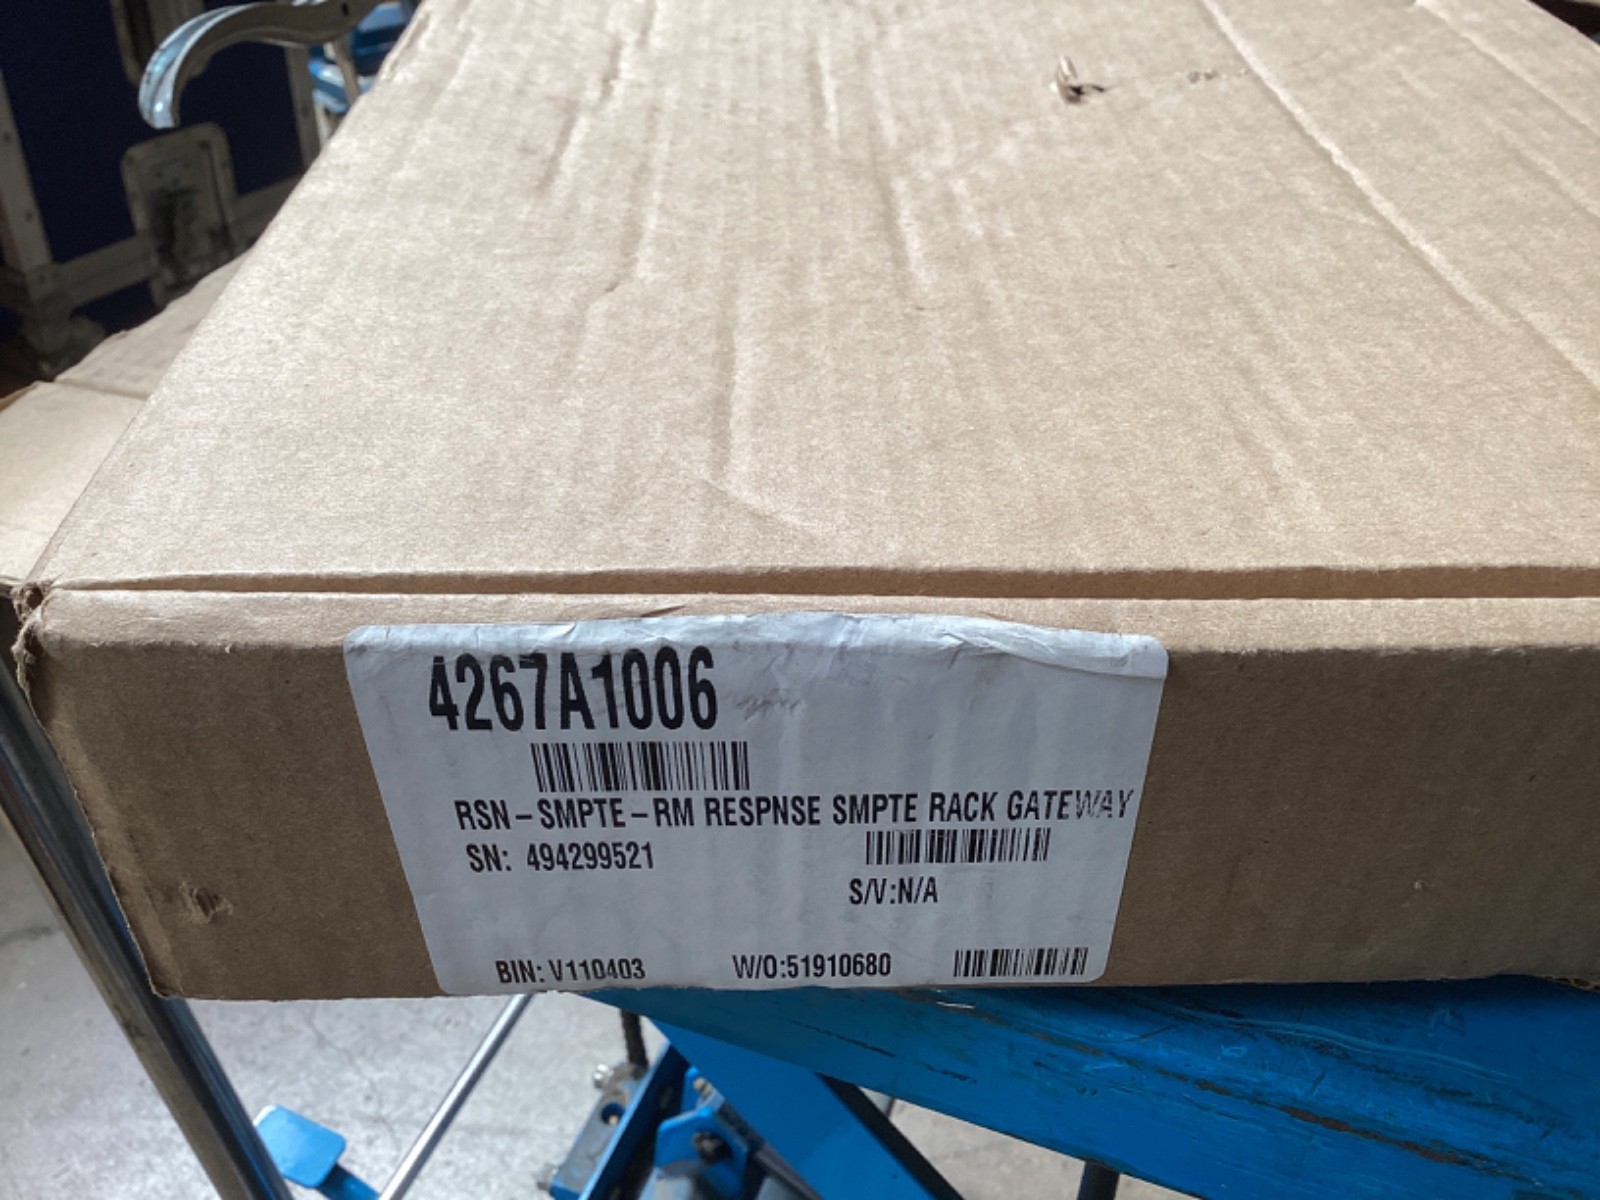 4267A1006
RSN-SMPTE-RM RESPNSE SMPTE RACK GATEWAY
SN: 494299521
S/V:N/A
BIN: V110403 W/O:51910680